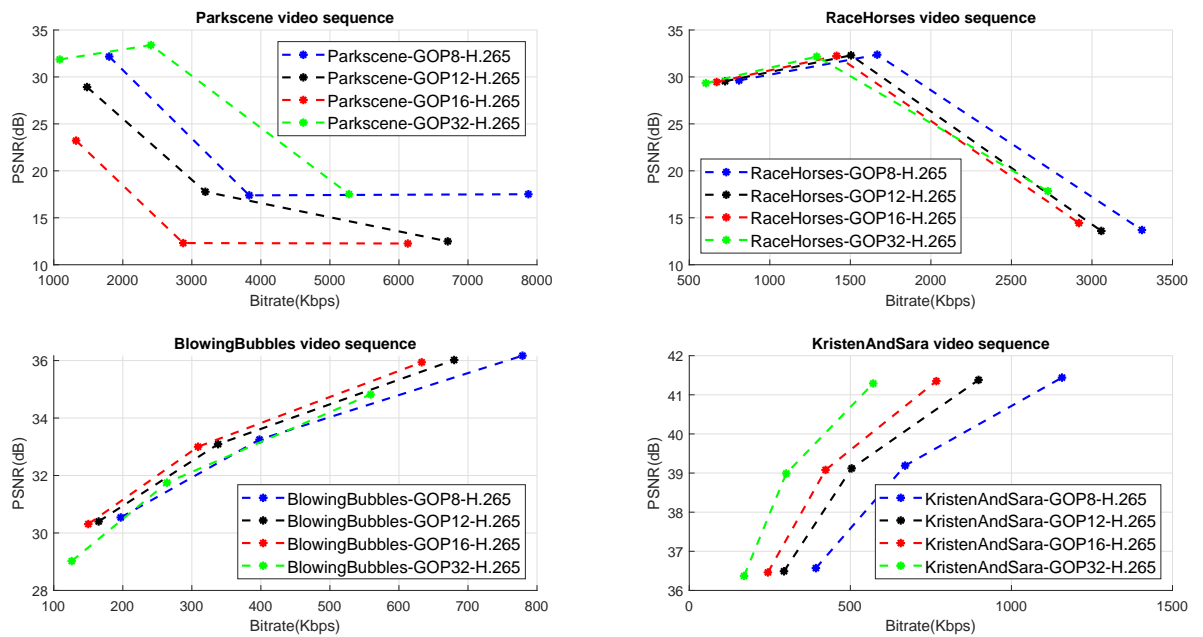 Parkscene video sequence
35
30
25
20
15
10
PSNR(dB)
Parkscene-GOP8-H.265
Parkscene-GOP12-H.265
Parkscene-GOP16-H.265
Parkscene-GOP32-H.265
1000 2000 3000 4000 5000 6000 7000 8000
Bitrate(Kbps)
RaceHorses video sequence
35
30
25
20
15
10
PSNR(dB)
RaceHorses-GOP8-H.265
RaceHorses-GOP12-H.265
RaceHorses-GOP16-H.265
RaceHorses-GOP32-H.265
500 1000 1500 2000 2500 3000 3500
Bitrate(Kbps)
BlowingBubbles video sequence
36
34
32
30
28
PSNR(dB)
BlowingBubbles-GOP8-H.265
BlowingBubbles-GOP12-H.265
BlowingBubbles-GOP16-H.265
BlowingBubbles-GOP32-H.265
100 200 300 400 500 600 700 800
Bitrate(Kbps)
KristenAndSara video sequence
42
41
40
39
38
37
36
PSNR(dB)
KristenAndSara-GOP8-H.265
KristenAndSara-GOP12-H.265
KristenAndSara-GOP16-H.265
KristenAndSara-GOP32-H.265
0 500 1000 1500
Bitrate(Kbps)